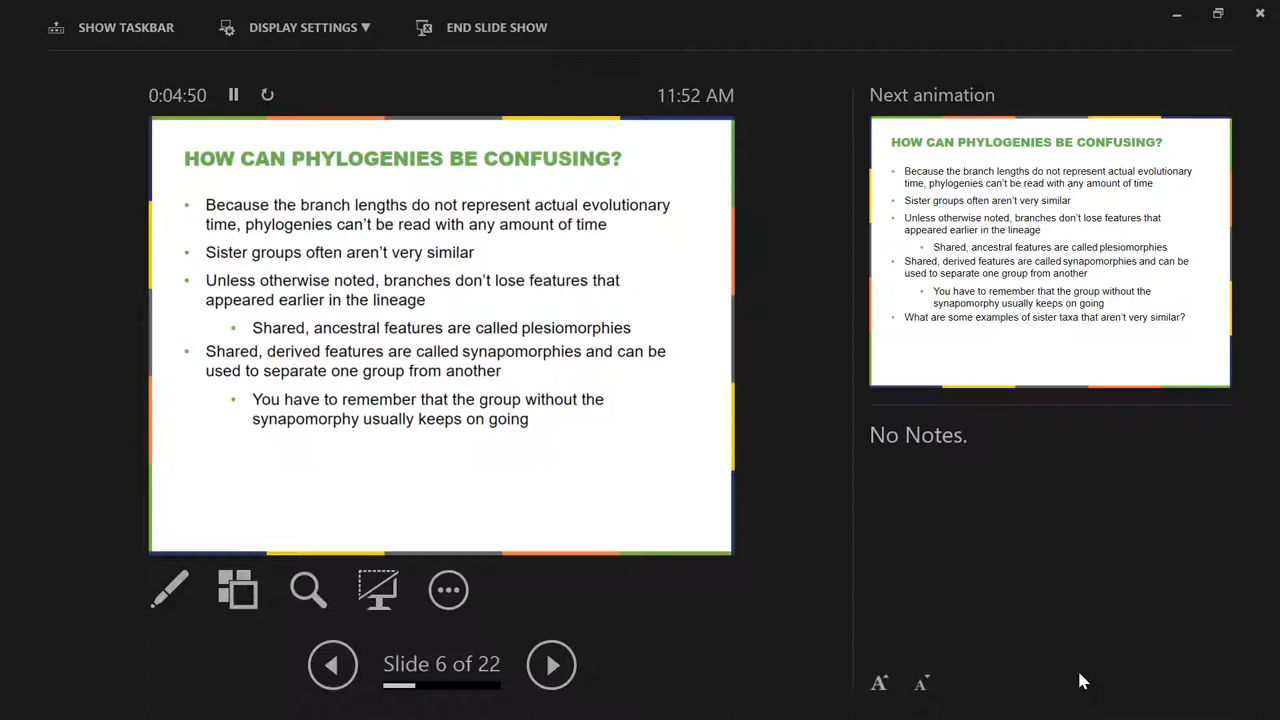 SHOW TASKBAR
DISPLAY SETTINGS ▼
END SLIDE SHOW
0:04:50
11:52 AM
HOW CAN PHYLOGENIES BE CONFUSING?
• Because the branch lengths do not represent actual evolutionary
time, phylogenies can't be read with any amount of time
• Sister groups often aren't very similar
• Unless otherwise noted, branches don't lose features that
appeared earlier in the lineage
• Shared, ancestral features are called plesiomorphies
• Shared, derived features are called synapomorphies and can be
used to separate one group from another
• You have to remember that the group without the
synapomorphy usually keeps on going
Slide 6 of 22
Next animation
HOW CAN PHYLOGENIES BE CONFUSING?
• Because the branch lengths do not represent actual evolutionary
time, phylogenies can't be read with any amount of time
• Sister groups often aren't very similar
• Unless otherwise noted, branches don't lose features that
appeared earlier in the lineage
• Shared, ancestral features are called plesiomorphies
• Shared, derived features are called synapomorphies and can be
used to separate one group from another
• You have to remember that the group without the
synapomorphy usually keeps on going
• What are some examples of sister taxa that aren't very similar?
No Notes.
A A